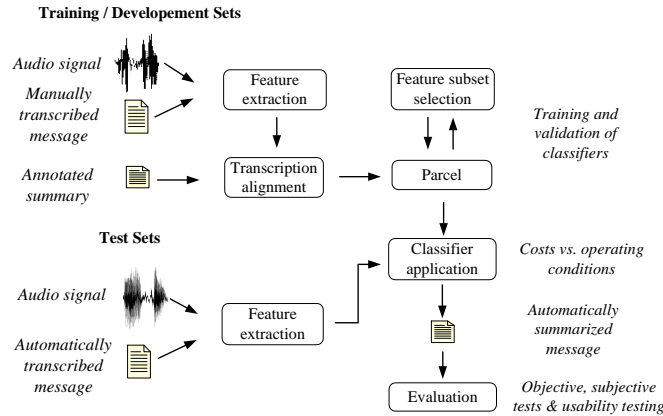 Training / Developement Sets
Audio signal
Manually
transcribed
message
Annotated
summary
Feature
extraction
Transcription
alignment
Feature subset
selection
Parcel
Training and
validation of
classifiers
Test Sets
Audio signal
Automatically
transcribed
message
Feature
extraction
Classifier
application
Costs vs. operating
conditions
Automatically
summarized
message
Evaluation
Objective, subjective
tests & usability testing